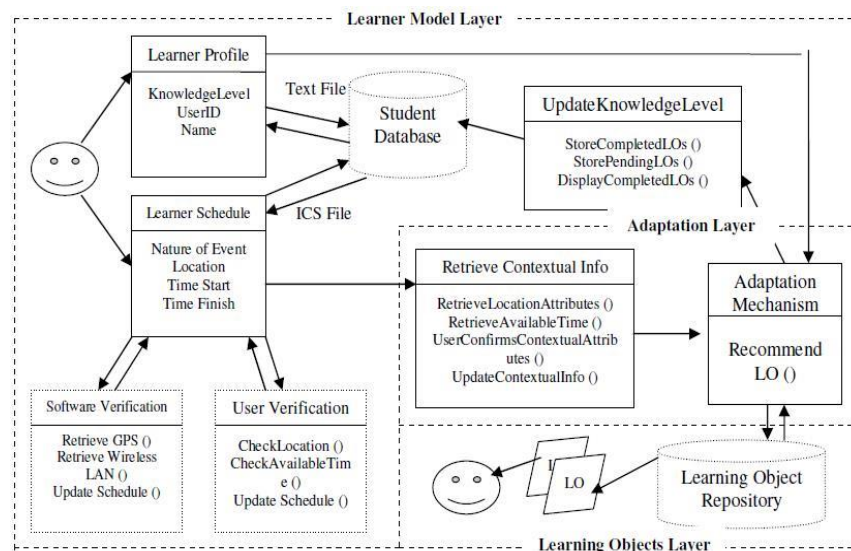 Learner Model Layer
Learner Profile
KnowledgeLevel
UserID
Name
Text File
Student
Database
UpdateKnowledgeLevel
StoreCompletedLOs ()
StorePendingLOs ()
DisplayCompletedLOs ()
Learner Schedule
Nature of Event
Location
Time Start
Time Finish
ICS File
Adaptation Layer
Retrieve Contextual Info
RetrieveLocationAttributes ()
RetrieveAvailableTime ()
UserConfirmsContextualAttrib
utes ()
UpdateContextualInfo ()
Adaptation
Mechanism
Recommend
LO ()
Software Verification
Retrieve GPS ()
Retrieve Wireless
LAN ()
Update Schedule ()
User Verification
CheckLocation ()
CheckAvailableTim
e ()
Update Schedule ()
LO
Learning Object
Repository
Learning Objects Layer